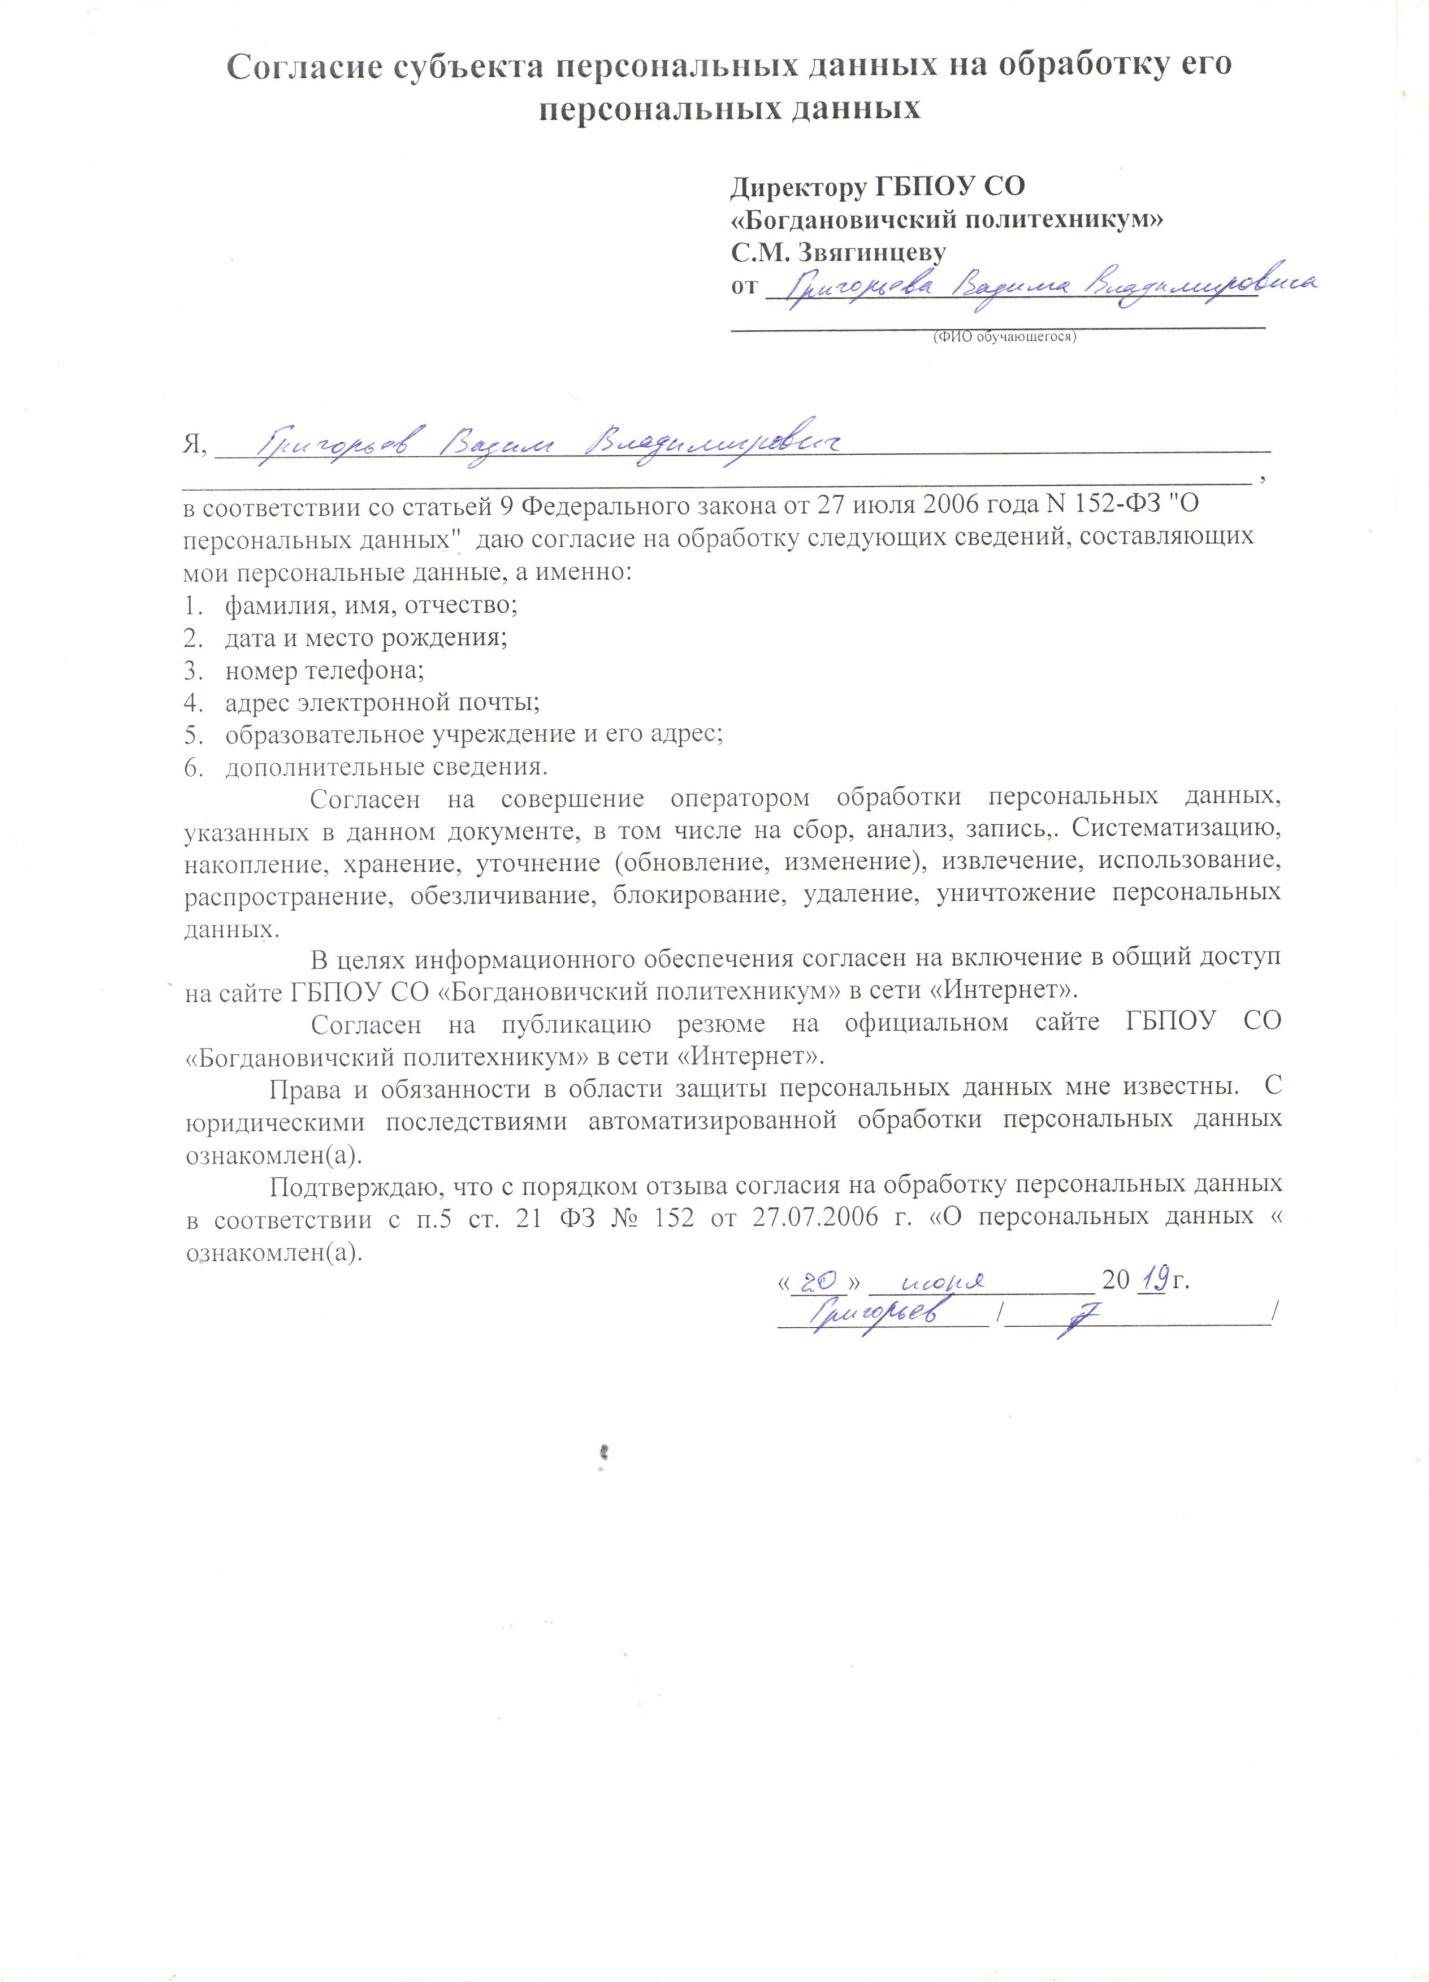 Согласие субъекта персональных данных на обработку его
персональных данных
Директору ГБПОУ СО
«Богдановичский политехникум»
С.М. Звягинцеву
от Григорьева Вадима Владимировича
(ФИО обучающегося)
Я, Григорьев Вадим Владимирович
,
в соответствии со статьей 9 Федерального закона от 27 июля 2006 года N 152-ФЗ "О
персональных данных" даю согласие на обработку следующих сведений, составляющих
мои персональные данные, а именно:
1. фамилия, имя, отчество;
2. дата и место рождения;
3. номер телефона;
4. адрес электронной почты;
5. образовательное учреждение и его адрес;
6. дополнительные сведения.
Согласен на совершение оператором обработки персональных данных,
указанных в данном документе, в том числе на сбор, анализ, запись,. Систематизацию,
накопление, хранение, уточнение (обновление, изменение), извлечение, использование,
распространение, обезличивание, блокирование, удаление, уничтожение персональных
данных.
В целях информационного обеспечения согласен на включение в общий доступ
на сайте ГБПОУ СО «Богдановичский политехникум» в сети «Интернет».
Согласен на публикацию резюме на официальном сайте ГБПОУ СО
«Богдановичский политехникум» в сети «Интернет».
Права и обязанности в области защиты персональных данных мне известны. С
юридическими последствиями автоматизированной обработки персональных данных
ознакомлен(а).
Подтверждаю, что с порядком отзыва согласия на обработку персональных данных
в соответствии с п.5 ст. 21 ФЗ № 152 от 27.07.2006 г. «О персональных данных «
ознакомлен(а).
«20» июня 2019 г.
Григорьев / /